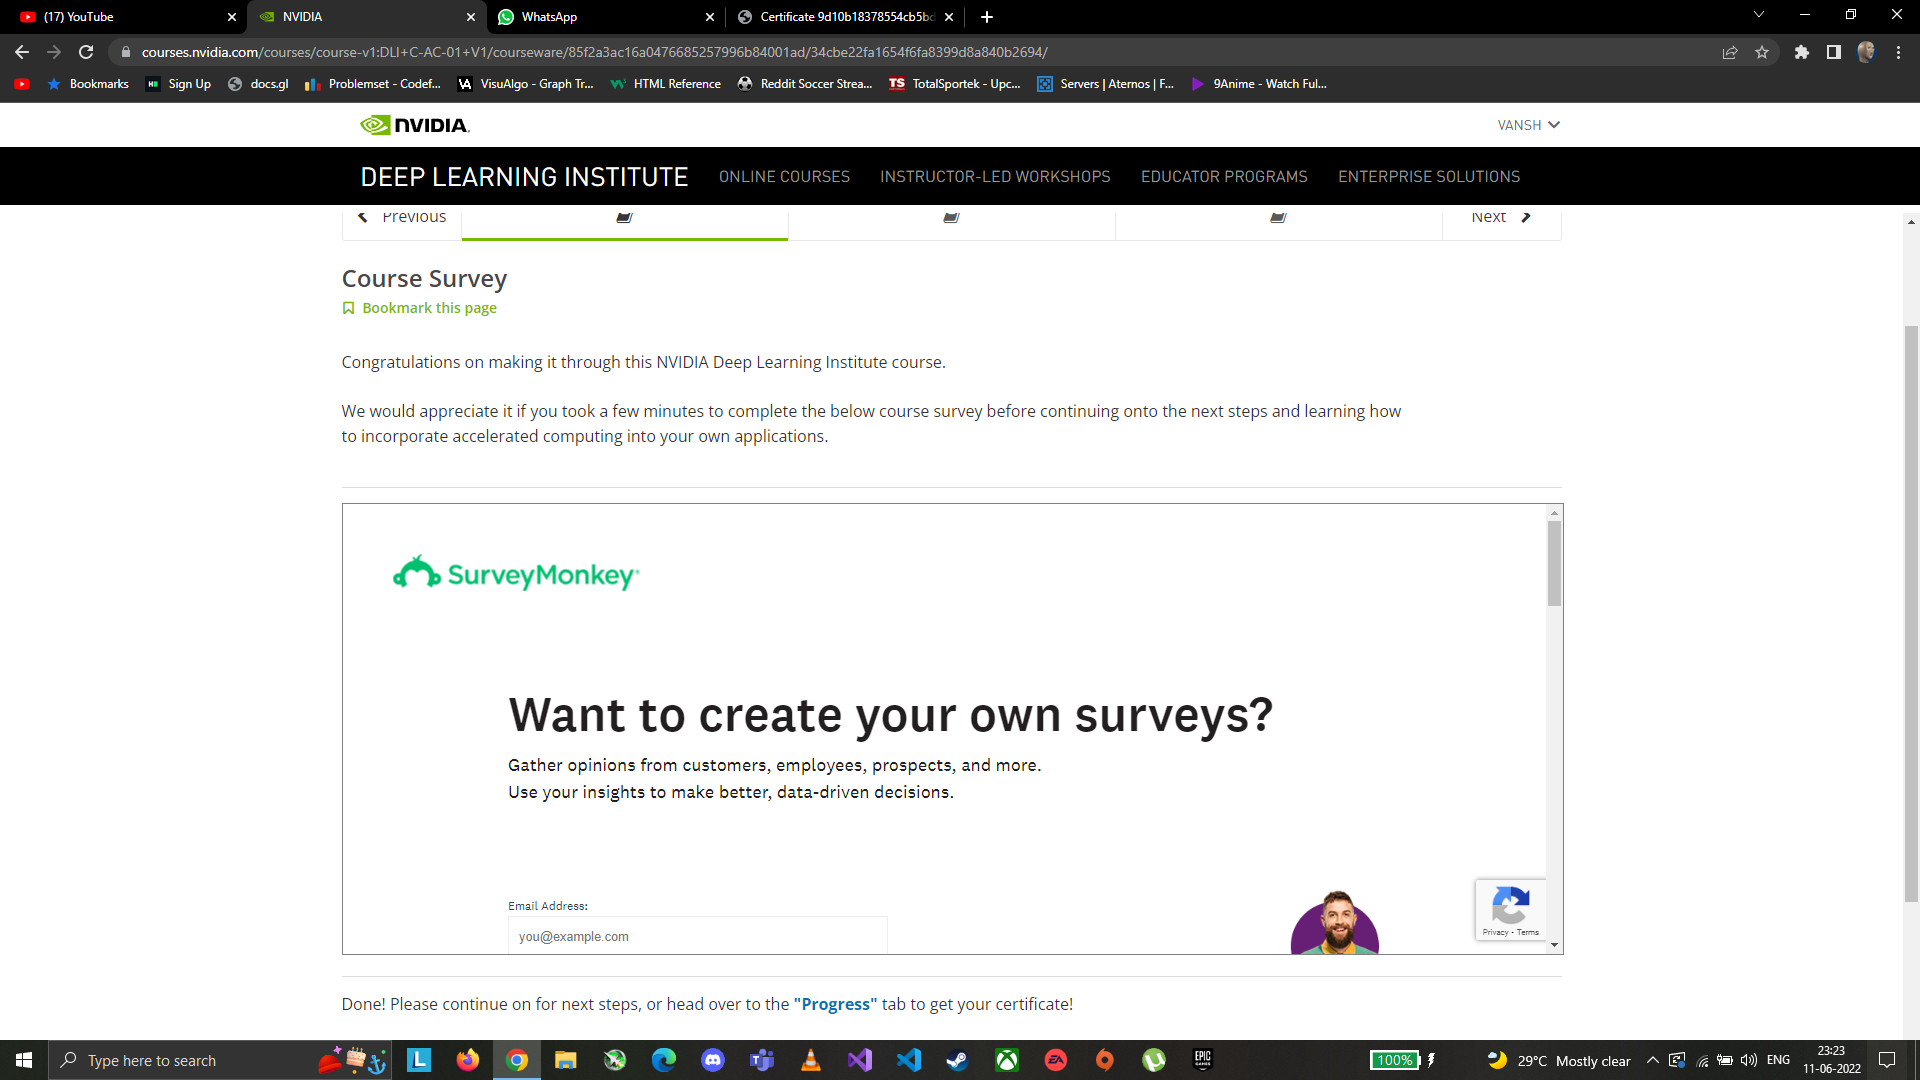 (17) YouTube
NVIDIA
WhatsApp
Certificate 9d10b18378554cb5bd
courses.nvidia.com/courses/course-v1:DLI+C-AC-01+V1/courseware/85f2a3ac16a0476685257996b84001ad/34cbe22fa1654f6fa8399d8a840b2694/
Bookmarks
Sign Up
docs.gl
Problemset - Codef...
VisuAlgo - Graph Tr...
HTML Reference
Reddit Soccer Strea...
TS TotalSportek - Upc...
Servers | Aternos | F...
9Anime - Watch Ful...
NVIDIA.
VANSH
DEEP LEARNING INSTITUTE
ONLINE COURSES
INSTRUCTOR-LED WORKSHOPS
EDUCATOR PROGRAMS
ENTERPRISE SOLUTIONS
Previous
Next
Course Survey
Bookmark this page
Congratulations on making it through this NVIDIA Deep Learning Institute course.
We would appreciate it if you took a few minutes to complete the below course survey before continuing onto the next steps and learning how
to incorporate accelerated computing into your own applications.
SurveyMonkey
Want to create your own surveys?
Gather opinions from customers, employees, prospects, and more.
Use your insights to make better, data-driven decisions.
Email Address:
you@example.com
Privacy - Terms
Done! Please continue on for next steps, or head over to the "Progress" tab to get your certificate!
Type here to search
100%
29°C Mostly clear
ENG
23:23
11-06-2022